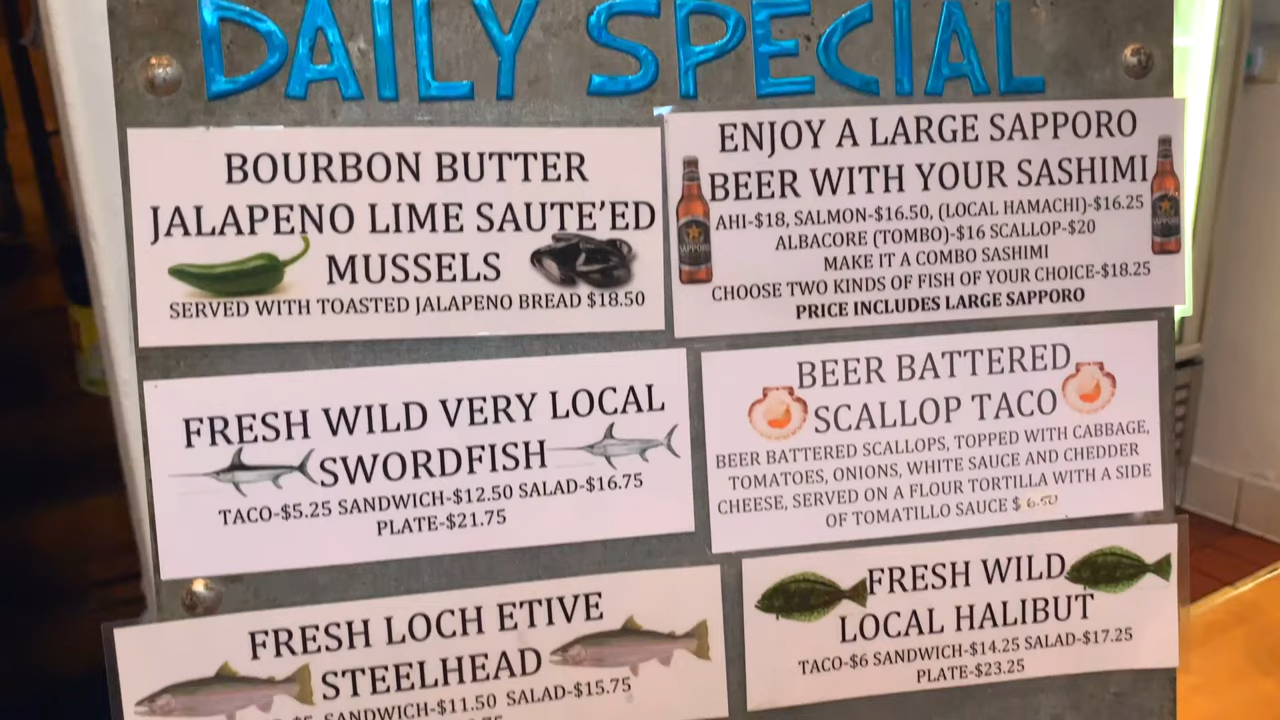 DAILY SPECIAL
BOURBON BUTTER
JALAPENO LIME SAUTE'ED
MUSSELS
SERVED WITH TOASTED JALAPENO BREAD $18.50
ENJOY A LARGE SAPPORO
BEER WITH YOUR SASHIMI
AHI-$18, SALMON-$16.50, (LOCAL HAMACHI)-$16.25
ALBACORE (TOMBO)-$16 SCALLOP-$20
MAKE IT A COMBO SASHIMI
CHOOSE TWO KINDS OF FISH OF YOUR CHOICE-$18.25
PRICE INCLUDES LARGE SAPPORO
SAPPORO
FRESH WILD VERY LOCAL
SWORDFISH
TACO-$5.25 SANDWICH-$12.50 SALAD-$16.75
PLATE-$21.75
BEER BATTERED
SCALLOP TACO
BEER BATTERED SCALLOPS, TOPPED WITH CABBAGE,
TOMATOES, ONIONS, WHITE SAUCE AND CHEDDER
CHEESE, SERVED ON A FLOUR TORTILLA WITH A SIDE
OF TOMATILLO SAUCE $ 6.50
FRESH LOCH ETIVE
STEELHEAD
SANDWICH-$11.50 SALAD-$15.75
FRESH WILD
LOCAL HALIBUT
TACO-$6 SANDWICH-$14.25 SALAD-$17.25
PLATE-$23.25